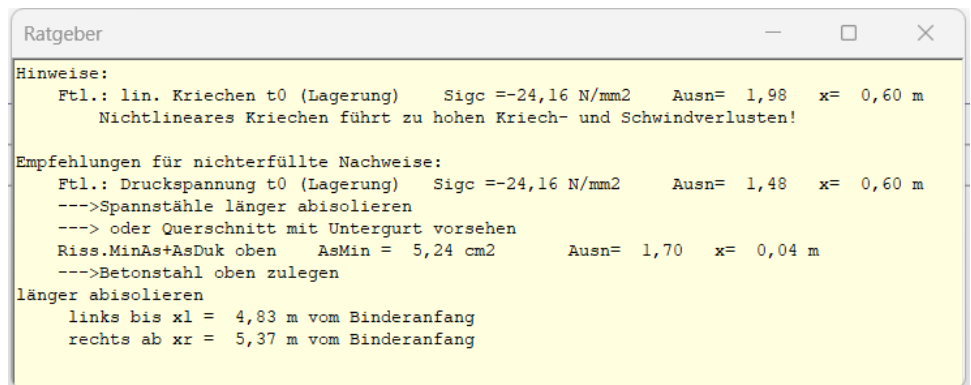 Ratgeber
Hinweise:
Ftl.: lin. Kriechen t0 (Lagerung) Sigc =-24,16 N/mm2 Ausn= 1,98 x= 0,60 m
Nichtlineares Kriechen führt zu hohen Kriech- und Schwindverlusten!
Empfehlungen für nichterfüllte Nachweise:
Ftl.: Druckspannung t0 (Lagerung) Sigc =-24,16 N/mm2 Ausn= 1,48 x= 0,60 m
--->Spannstähle länger abisolieren
---> oder Querschnitt mit Untergurt vorsehen
Riss.MinAs+AsDuk oben AsMin = 5,24 cm2 Ausn= 1,70 x= 0,04 m
--->Betonstahl oben zulegen
länger abisolieren
links bis xl = 4,83 m vom Binderanfang
rechts ab xr = 5,37 m vom Binderanfang